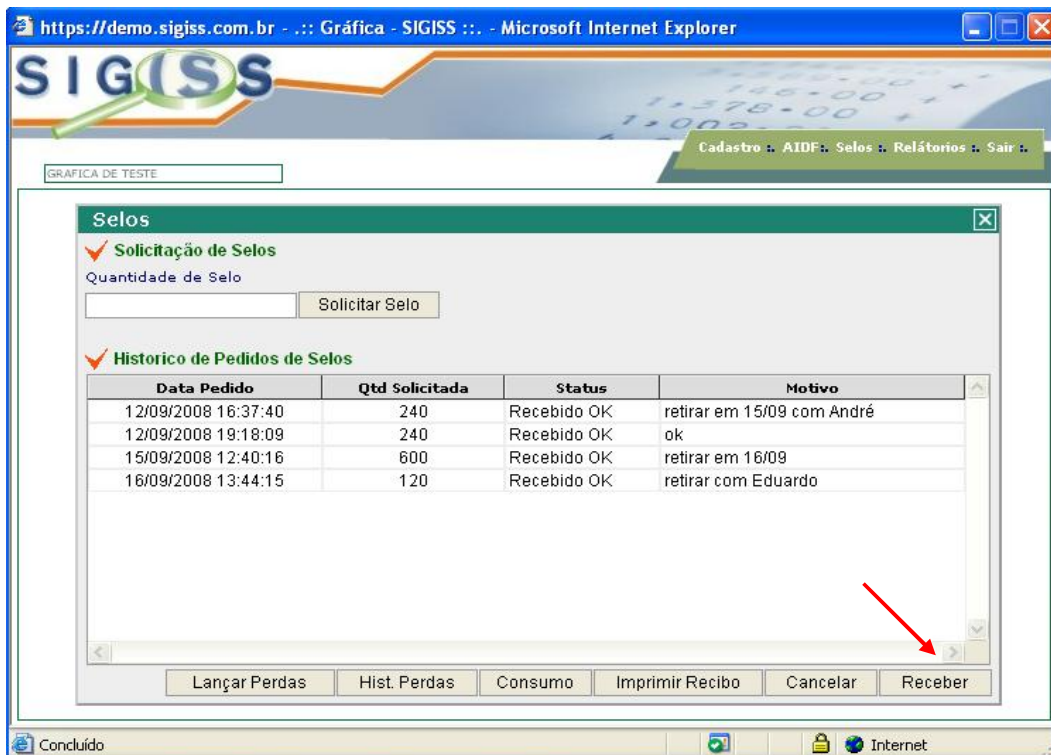 https://demo.sigiss.com.br - .:: Gráfica - SIGISS ::. - Microsoft Internet Explorer
SIGISS
Cadastro :. AIDF:. Selos :. Relátorios :. Sair :.
GRAFICA DE TESTE
Selos
Solicitação de Selos
Quantidade de Selo
Solicitar Selo
Historico de Pedidos de Selos
Data Pedido Qtd Solicitada Status Motivo
12/09/2008 16:37:40 240 Recebido OK retirar em 15/09 com André
12/09/2008 19:18:09 240 Recebido OK ok
15/09/2008 12:40:16 600 Recebido OK retirar em 16/09
16/09/2008 13:44:15 120 Recebido OK retirar com Eduardo
Lançar Perdas Hist. Perdas Consumo Imprimir Recibo Cancelar Receber
Concluído Internet